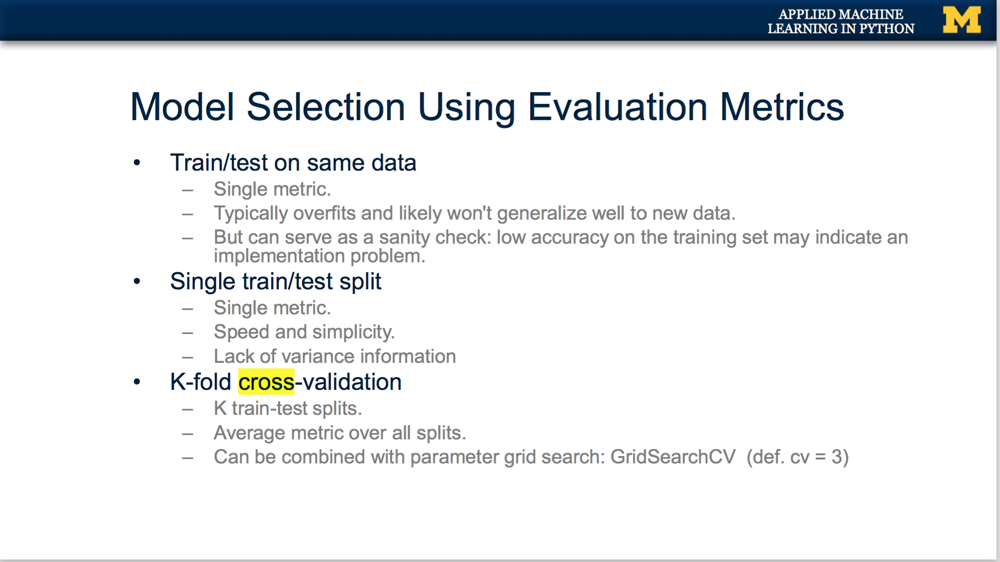 APPLIED MACHINE
LEARNING IN PYTHON
M
Model Selection Using Evaluation Metrics
• Train/test on same data
– Single metric.
– Typically overfits and likely won't generalize well to new data.
– But can serve as a sanity check: low accuracy on the training set may indicate an
implementation problem.
• Single train/test split
– Single metric.
– Speed and simplicity.
– Lack of variance information
• K-fold cross-validation
– K train-test splits.
– Average metric over all splits.
– Can be combined with parameter grid search: GridSearchCV (def. cv = 3)